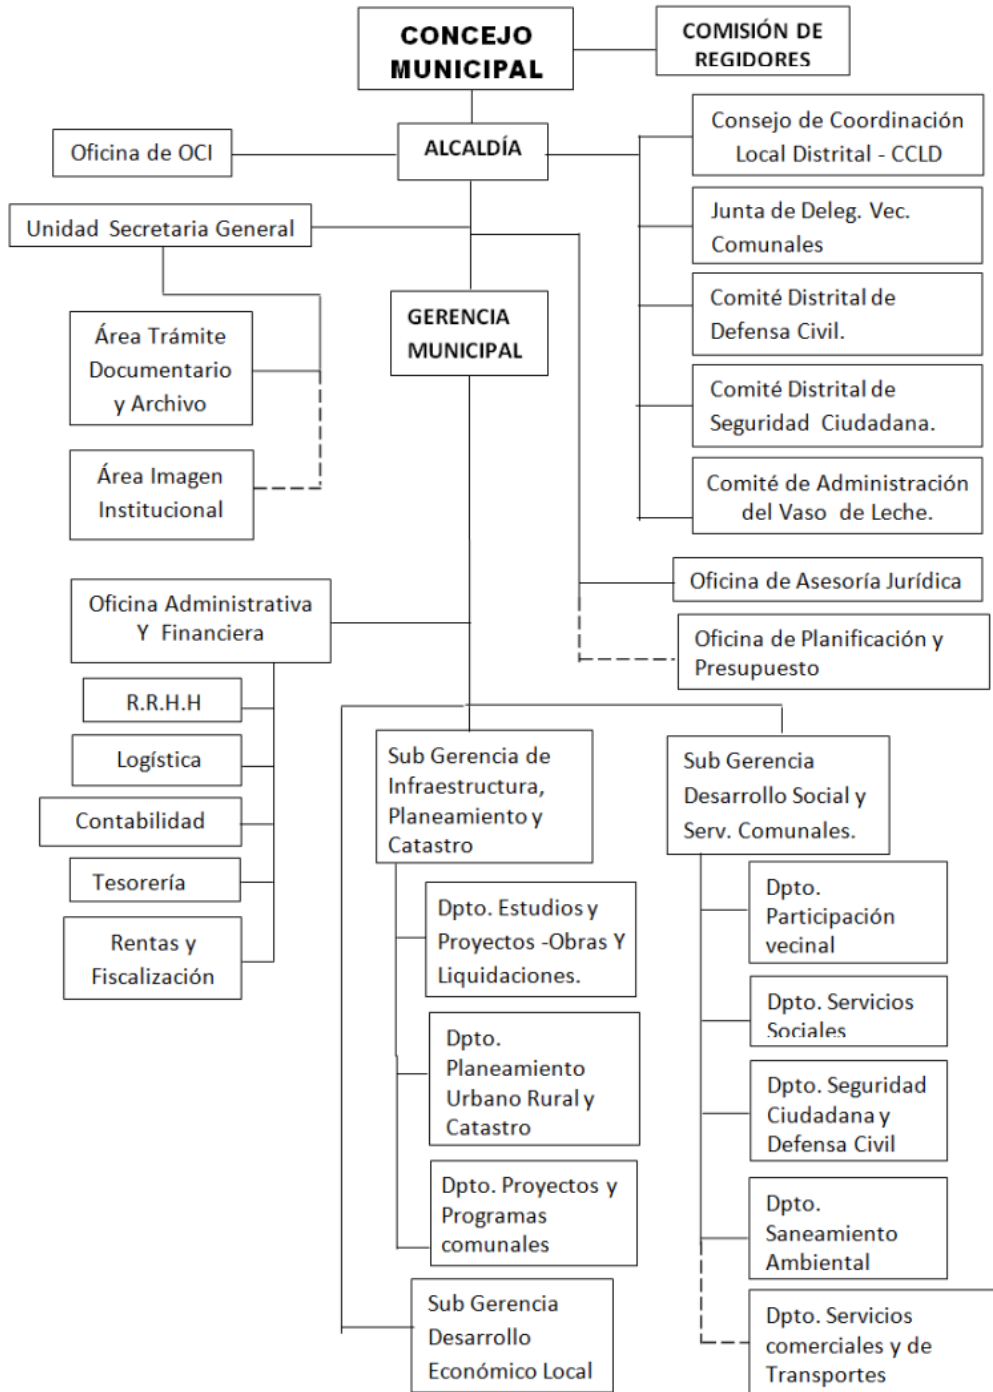 CONCEJO
MUNICIPAL
COMISIÓN DE
REGIDORES
Oficina de OCI
ALCALDÍA
Consejo de Coordinación
Local Distrital - CCLD
Unidad Secretaria General
Junta de Deleg. Vec.
Comunales
GERENCIA
MUNICIPAL
Comité Distrital de
Defensa Civil.
Área Trámite
Documentario
y Archivo
Comité Distrital de
Seguridad Ciudadana.
Área Imagen
Institucional
Comité de Administración
del Vaso de Leche.
Oficina de Asesoría Jurídica
Oficina Administrativa
Y Financiera
Oficina de Planificación y
Presupuesto
R.R.H.H
Logística
Contabilidad
Tesorería
Rentas y
Fiscalización
Sub Gerencia de
Infraestructura,
Planeamiento y
Catastro
Dpto. Estudios y
Proyectos -Obras Y
Liquidaciones.
Dpto.
Planeamiento
Urbano Rural y
Catastro
Dpto. Proyectos y
Programas
comunales
Sub Gerencia
Desarrollo
Económico Local
Sub Gerencia
Desarrollo Social y
Serv. Comunales.
Dpto.
Participación
vecinal
Dpto. Servicios
Sociales
Dpto. Seguridad
Ciudadana y
Defensa Civil
Dpto.
Saneamiento
Ambiental
Dpto. Servicios
comerciales y de
Transportes